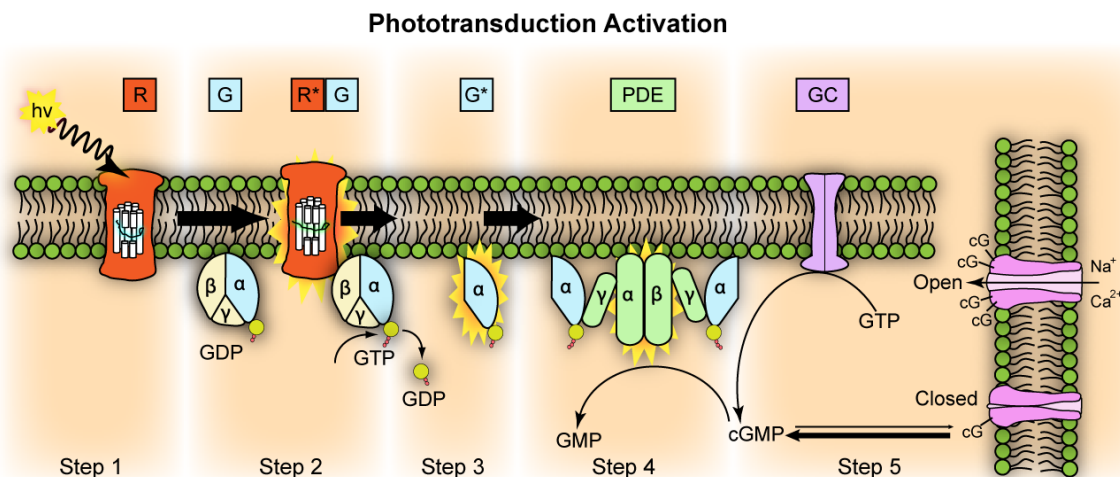 Phototransduction Activation
R
G
R* G
G*
PDE
GC
hν
β α
γ
GDP
β α
γ
GTP
GDP
α
α γ α β γ α
GMP
cGMP
GTP
cG
cG
Open
cG
cG
Na⁺
Ca²⁺
Closed
cG
Step 1
Step 2
Step 3
Step 4
Step 5